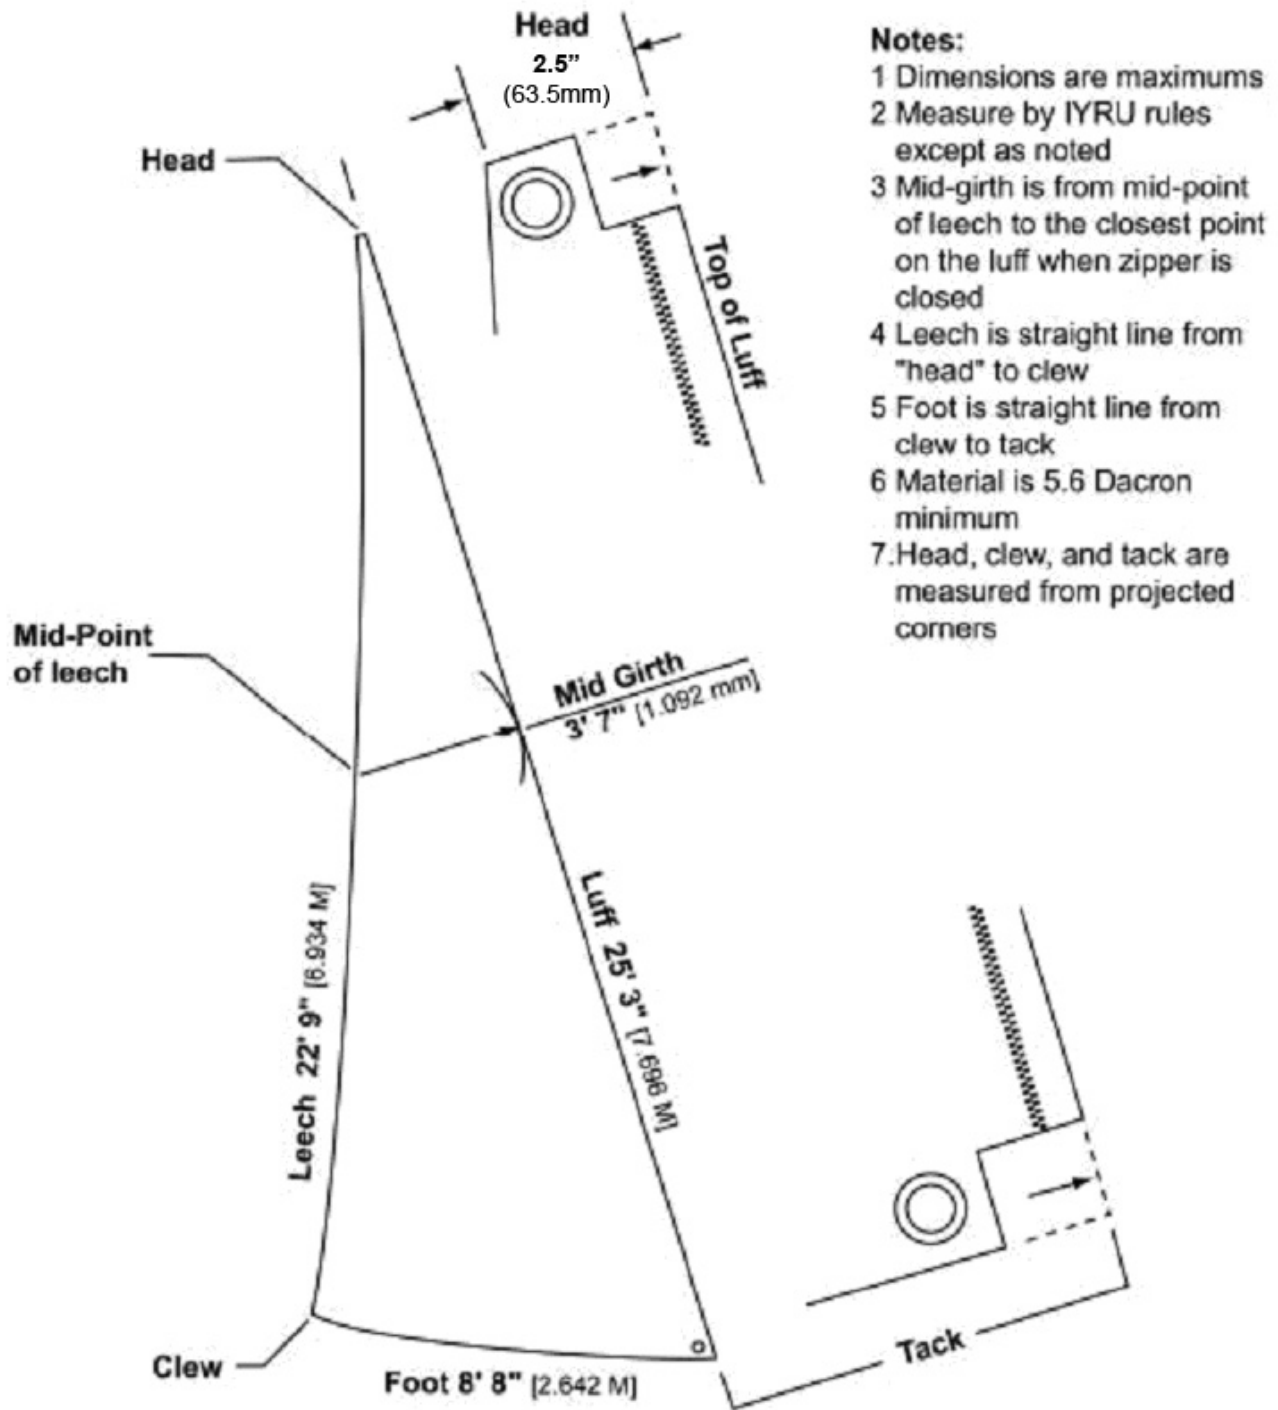 Head
2.5”
(63.5mm)
Head
Top of Luff
Notes:
1 Dimensions are maximums
2 Measure by IYRU rules
except as noted
3 Mid-girth is from mid-point
of leech to the closest point
on the luff when zipper is
closed
4 Leech is straight line from
"head" to clew
5 Foot is straight line from
clew to tack
6 Material is 5.6 Dacron
minimum
7.Head, clew, and tack are
measured from projected
corners
Mid-Point
of leech
Mid Girth
3' 7" [1.092 mm]
Luff 25' 3" [7.696 M]
Leech 22' 9" [6.934 M]
Clew
Foot 8' 8" [2.642 M]
Tack